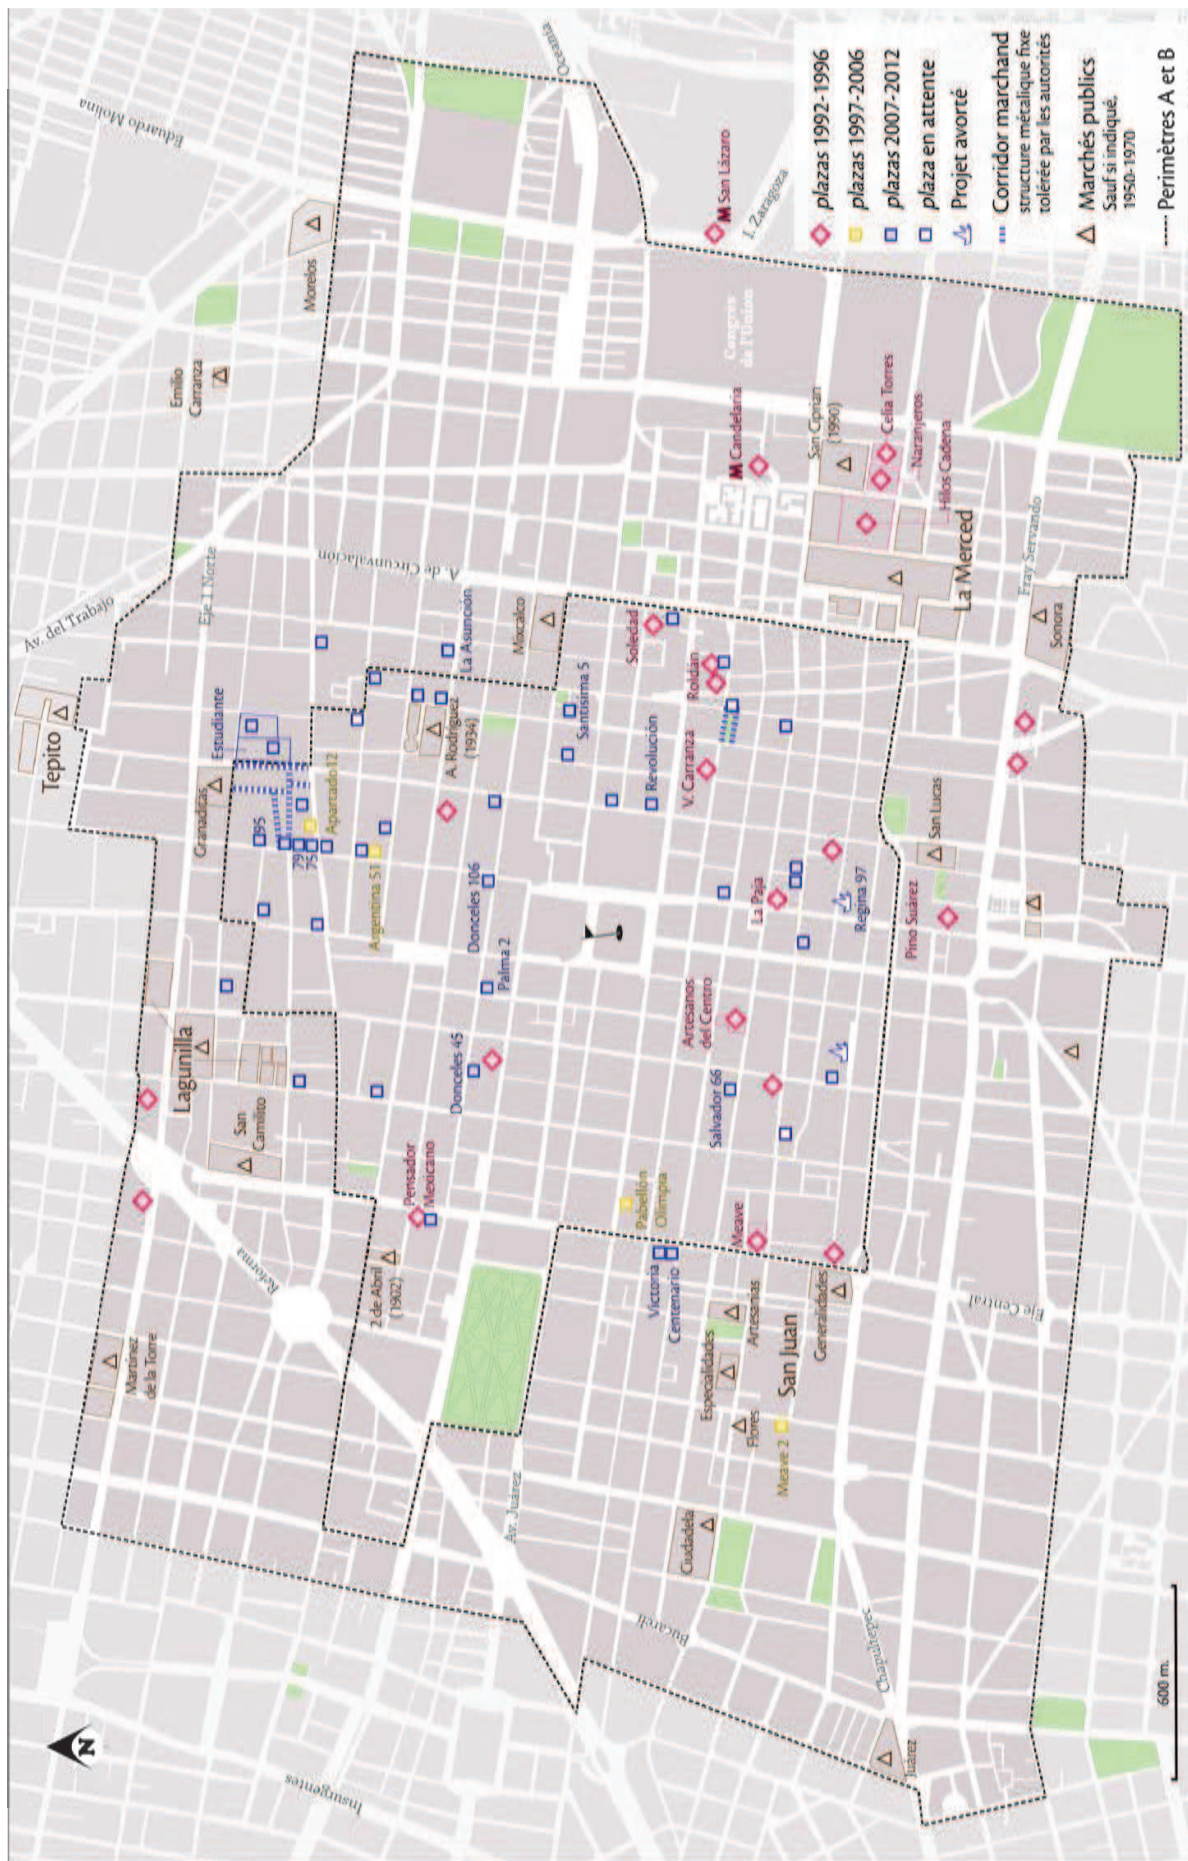 Eduardo Molina
Oceanía
Morelos
Emilio
Carranza
M San Lázaro
I. Zaragoza
Av. del Trabajo
Eje 1 Norte
A. de Circunvalación
Congrès
de l'Union
M Candelaria
San Ciprian
(1990)
Celia Torres
Naranjeros
Hilos Cadena
La Merced
Fray Servando
Sonora
Tepito
Granaditas
Estudiante
95
79
75
Apartado12
Argentina 51
La Asunción
Mixcalco
A. Rodríguez
(1934)
Santísima 5
Soledad
Roldán
Revolución
V. Carranza
Donceles 106
Palma 2
La Paja
Regina 97
San Lucas
Pino Suárez
Lagunilla
San
Camilito
Donceles 45
Artesanos
del Centro
Salvador 66
Pensador
Mexicano
2 de Abril
(1902)
Pabellón
Olimpia
Victoria
Centenario
Meave
Reforma
Martínez
de la Torre
Especialidades
Artesanas
Generalidades
Flores
San Juan
Meave 2
Eje Central
Ciudadela
Av. Juárez
Bucareli
Chapultepec
Juárez
Insurgentes
N
600 m.
plazas 1992-1996
plazas 1997-2006
plazas 2007-2012
plaza en attente
Projet avorté
Corridor marchand
structure métalique fixe
tolérée par les autorités
Marchés publics
Sauf si indiqué,
1950-1970
Perimètres A et B